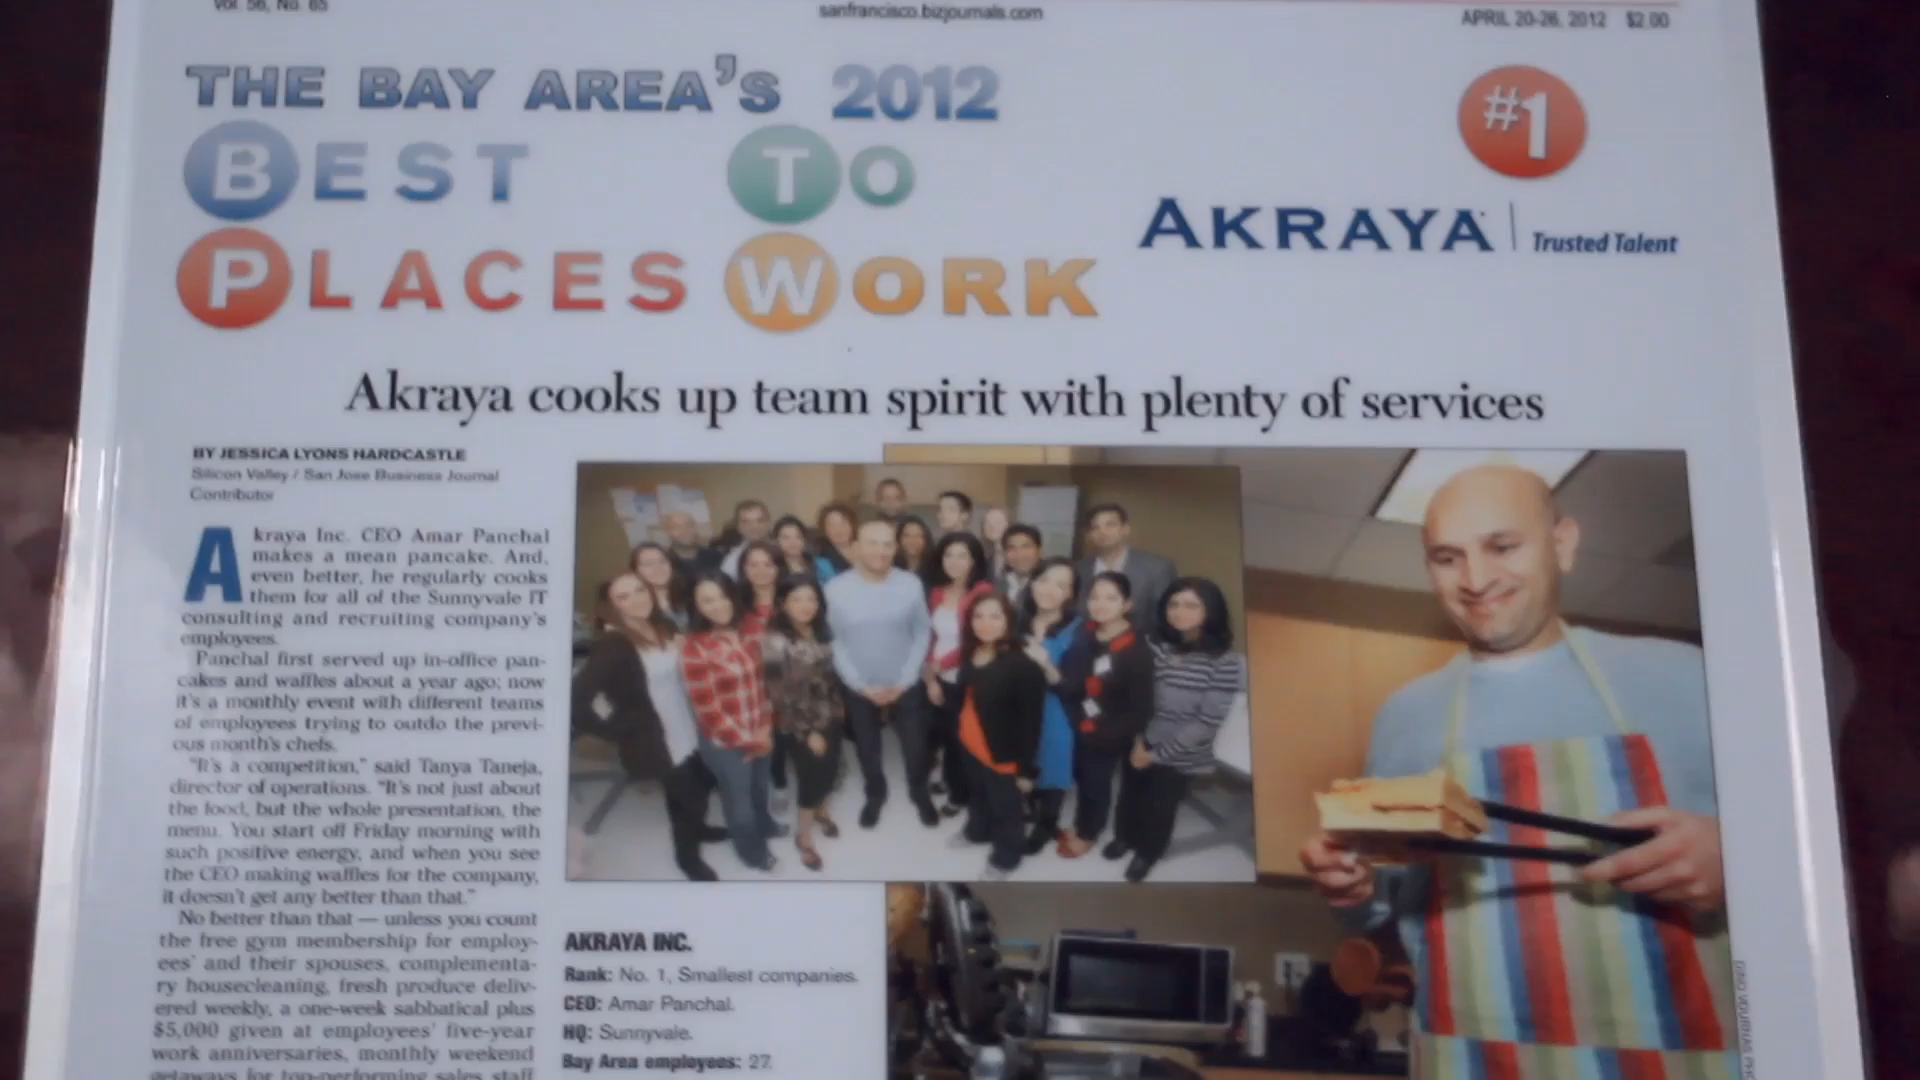 Vol. 56, No. 65
sanfrancisco.bizjournals.com
APRIL 20-26, 2012 $2.00
THE BAY AREA'S 2012
BEST TO
PLACES WORK
#1
AKRAYA | Trusted Talent
Akraya cooks up team spirit with plenty of services
BY JESSICA LYONS HARDCASTLE
Silicon Valley / San Jose Business Journal
Contributor
Akraya Inc. CEO Amar Panchal
makes a mean pancake. And,
even better, he regularly cooks
them for all of the Sunnyvale IT
consulting and recruiting company's
employees.
Panchal first served up in-office pan-
cakes and waffles about a year ago; now
it's a monthly event with different teams
of employees trying to outdo the previ-
ous month's chefs.
"It's a competition," said Tanya Taneja,
director of operations. "It's not just about
the food, but the whole presentation, the
menu. You start off Friday morning with
such positive energy, and when you see
the CEO making waffles for the company,
it doesn't get any better than that."
No better than that — unless you count
the free gym membership for employ-
ees' and their spouses, complementa-
ry housecleaning, fresh produce deliv-
ered weekly, a one-week sabbatical plus
$5,000 given at employees' five-year
work anniversaries, monthly weekend
getaways for top-performing sales staff
AKRAYA INC.
Rank: No. 1, Smallest companies.
CEO: Amar Panchal.
HQ: Sunnyvale.
Bay Area employees: 27.